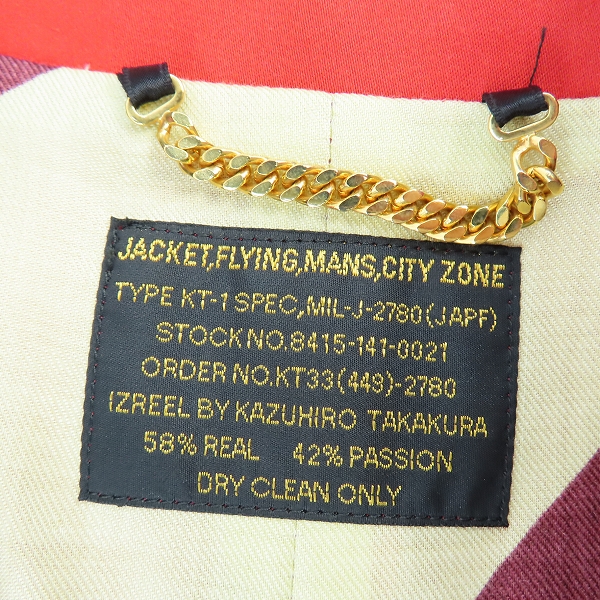 JACKET,FLYING,MANS,CITY ZONE
TYPE KT-1 SPEC,MIL-J-2780(JAPF)
STOCK NO.8415-141-0021
ORDER NO.KT33(449)-2780
IZREEL BY KAZUHIRO TAKAKURA
58% REAL 42% PASSION
DRY CLEAN ONLY